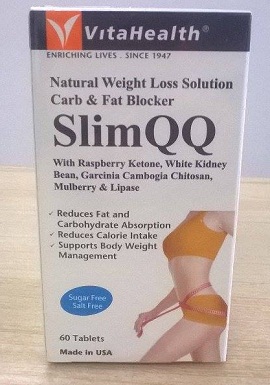 VıtaHealth®
ENRICHING LIVES . SINCE 1947
Natural Weight Loss Solution
Carb & Fat Blocker
SlimQQ
With Raspberry Ketone, White Kidney
Bean, Garcinia Cambogia Chitosan,
Mulberry & Lipase
✓ Reduces Fat and
Carbohydrate Absorption
✓ Reduces Calorie Intake
✓ Supports Body Weight
Management
Sugar Free
Salt Free
60 Tablets
Made in USA